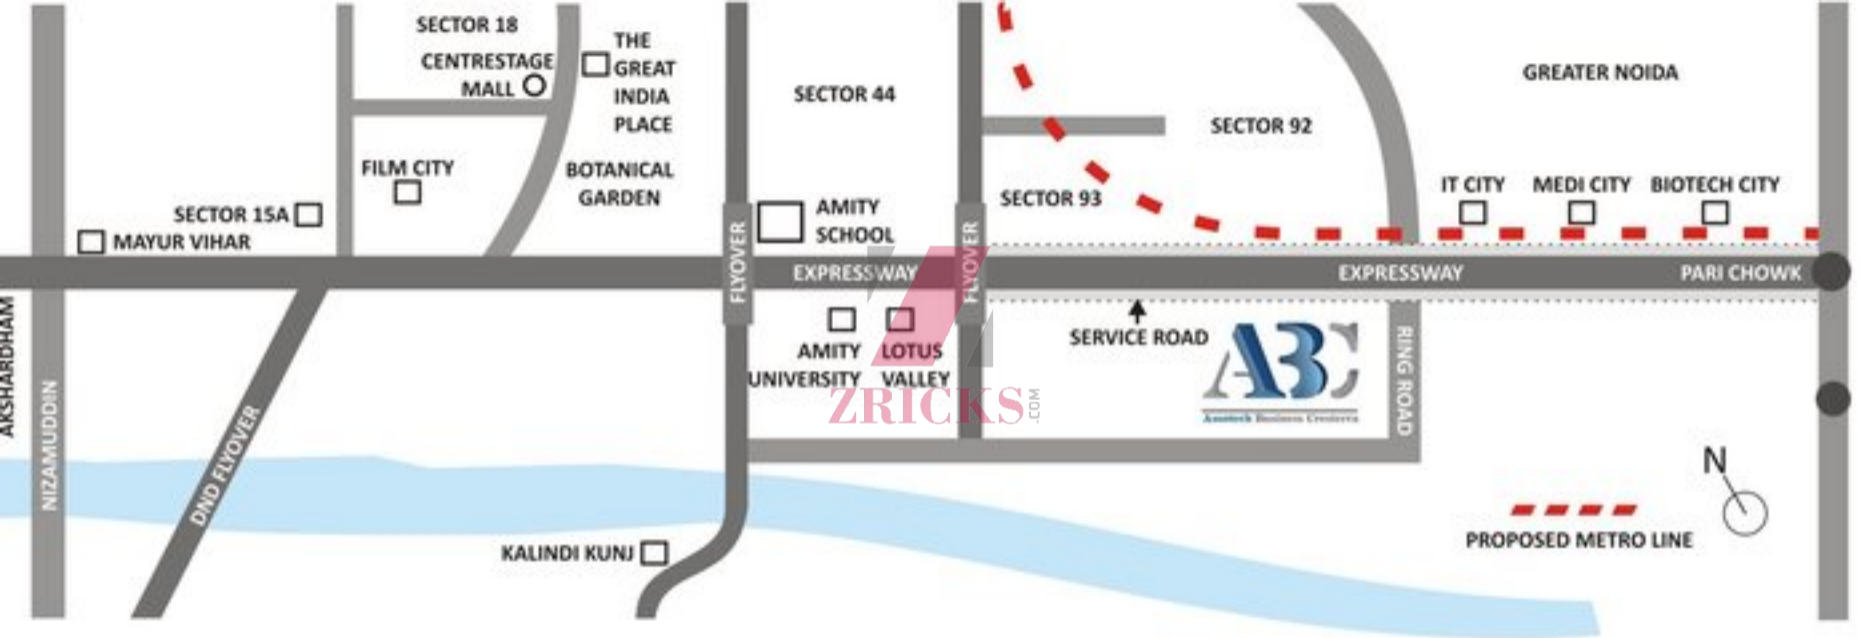 SECTOR 18
CENTRESTAGE
MALL
THE
GREAT
INDIA
PLACE
SECTOR 44
SECTOR 92
GREATER NOIDA
FILM CITY
BOTANICAL
GARDEN
SECTOR 15A
MAYUR VIHAR
AMITY
SCHOOL
SECTOR 93
IT CITY
MEDI CITY
BIOTECH CITY
FLYOVER
EXPRESSWAY
FLYOVER
EXPRESSWAY
PARI CHOWK
AKSHARDHAM
NIZAMUDDIN
DND FLYOVER
AMITY
UNIVERSITY
LOTUS
VALLEY
ZRICKS.COM
SERVICE ROAD
ABC
Assotech Business Cresterra
RING ROAD
KALINDI KUNJ
N
PROPOSED METRO LINE